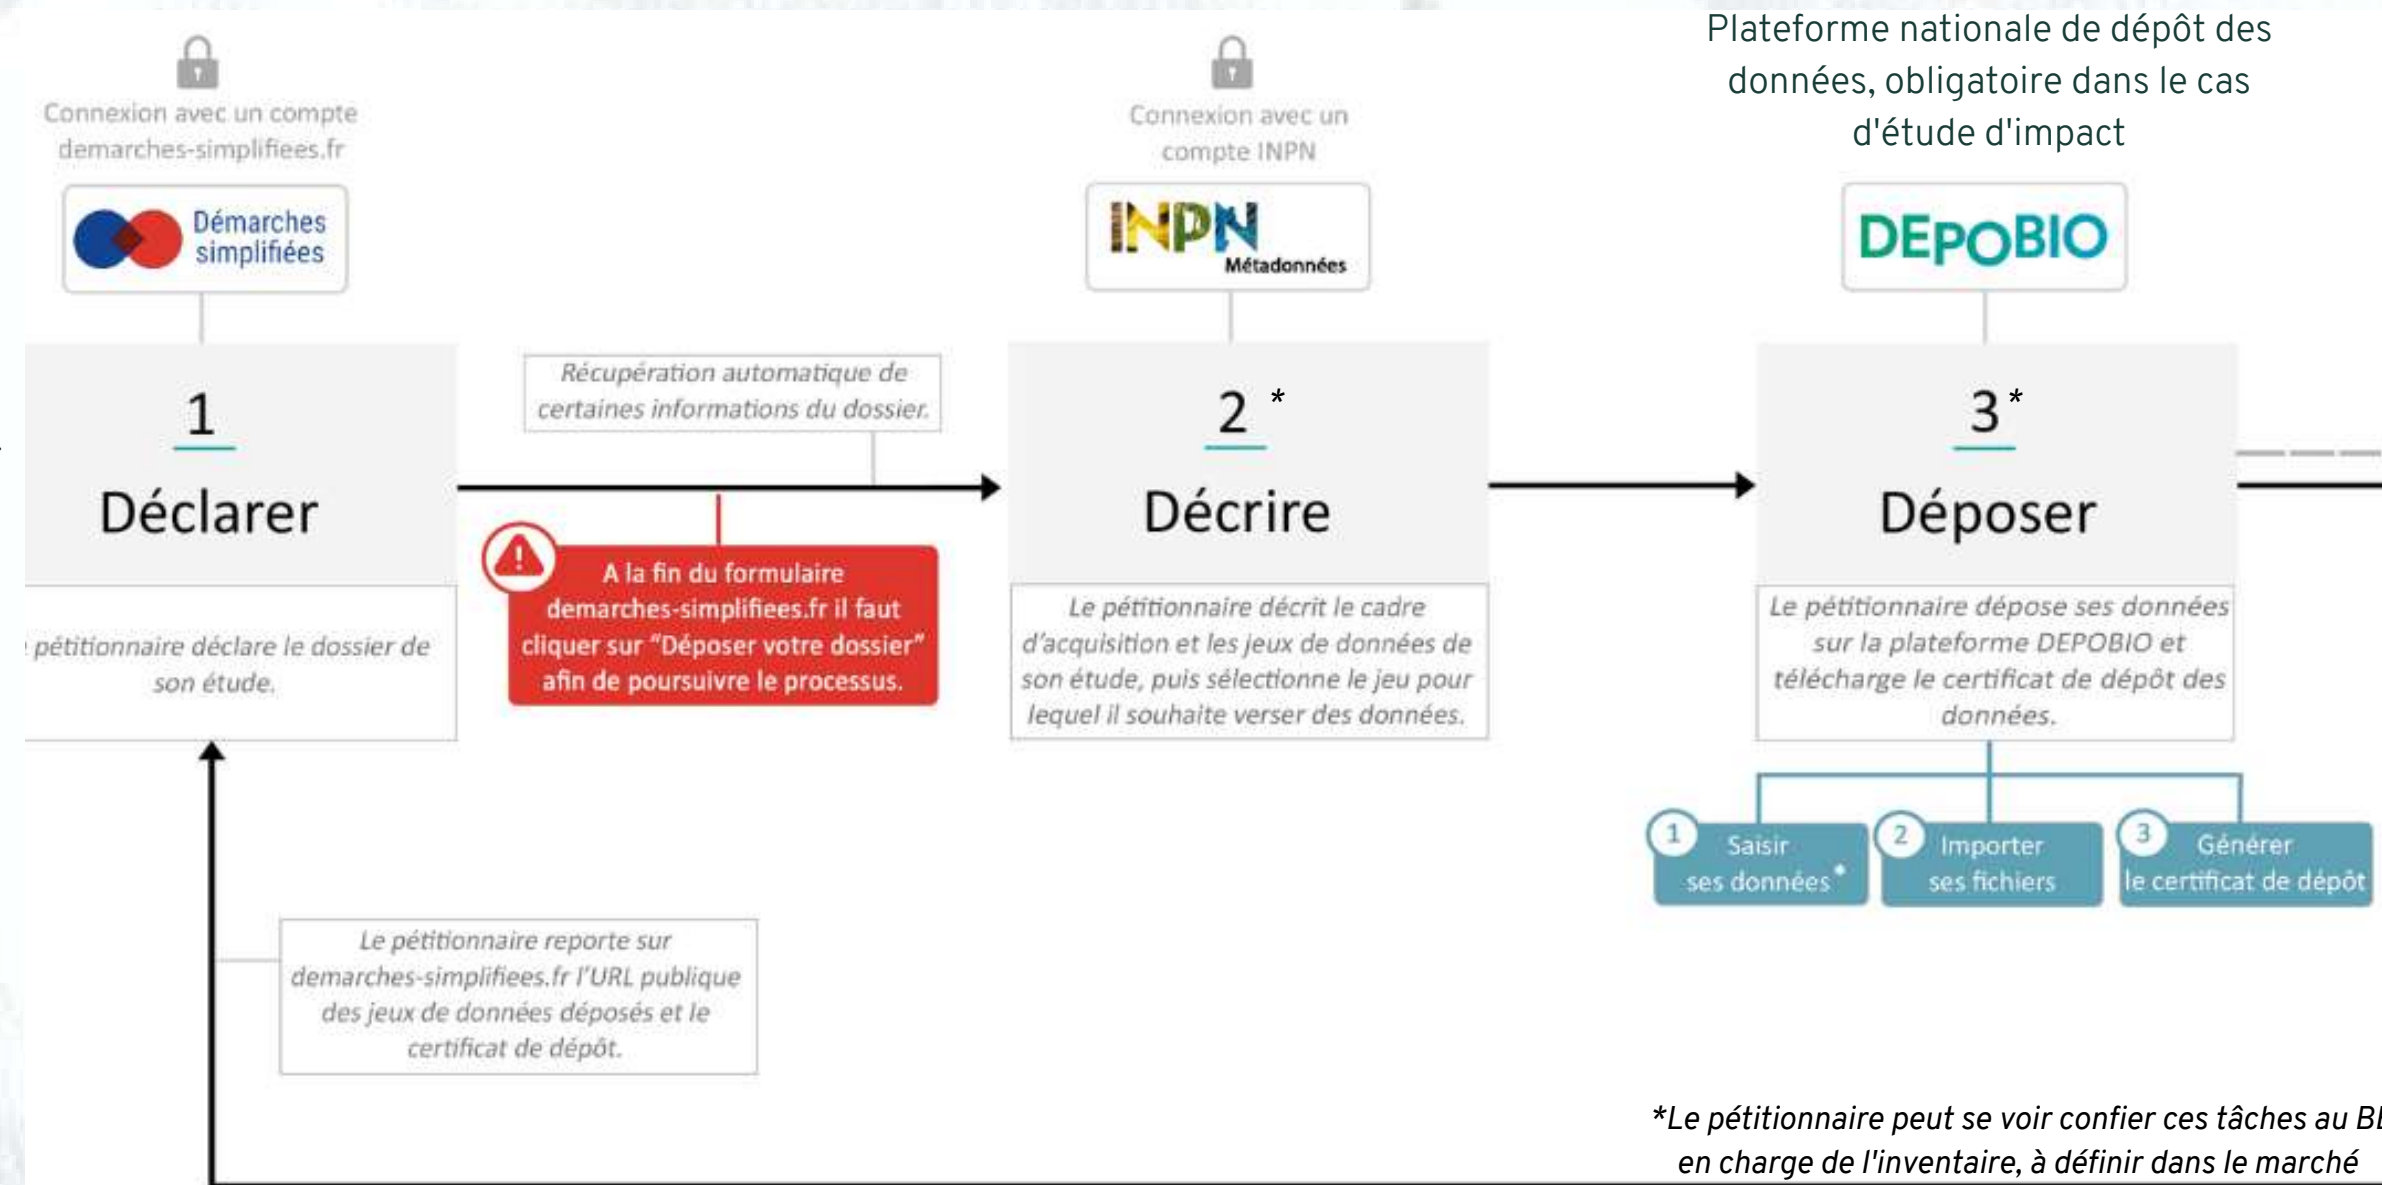 Connexion avec un compte
demarches-simplifiees.fr
Démarches
simplifiées
1
Déclarer
pétitionnaire déclare le dossier de
son étude.
Récupération automatique de
certaines informations du dossier.
A la fin du formulaire
demarches-simplifiees.fr il faut
cliquer sur “Déposer votre dossier”
afin de poursuivre le processus.
Le pétitionnaire reporte sur
demarches-simplifiees.fr l’URL publique
des jeux de données déposés et le
certificat de dépôt.
Connexion avec un
compte INPN
INPN
Métadonnées
2 *
Décrire
Le pétitionnaire décrit le cadre
d’acquisition et les jeux de données de
son étude, puis sélectionne le jeu pour
lequel il souhaite verser des données.
Plateforme nationale de dépôt des
données, obligatoire dans le cas
d'étude d'impact
DEPOBIO
3 *
Déposer
Le pétitionnaire dépose ses données
sur la plateforme DEPOBIO et
télécharge le certificat de dépôt des
données.
1
Saisir
ses données*
2
Importer
ses fichiers
3
Générer
le certificat de dépôt
*Le pétitionnaire peut se voir confier ces tâches au
en charge de l'inventaire, à définir dans le marché